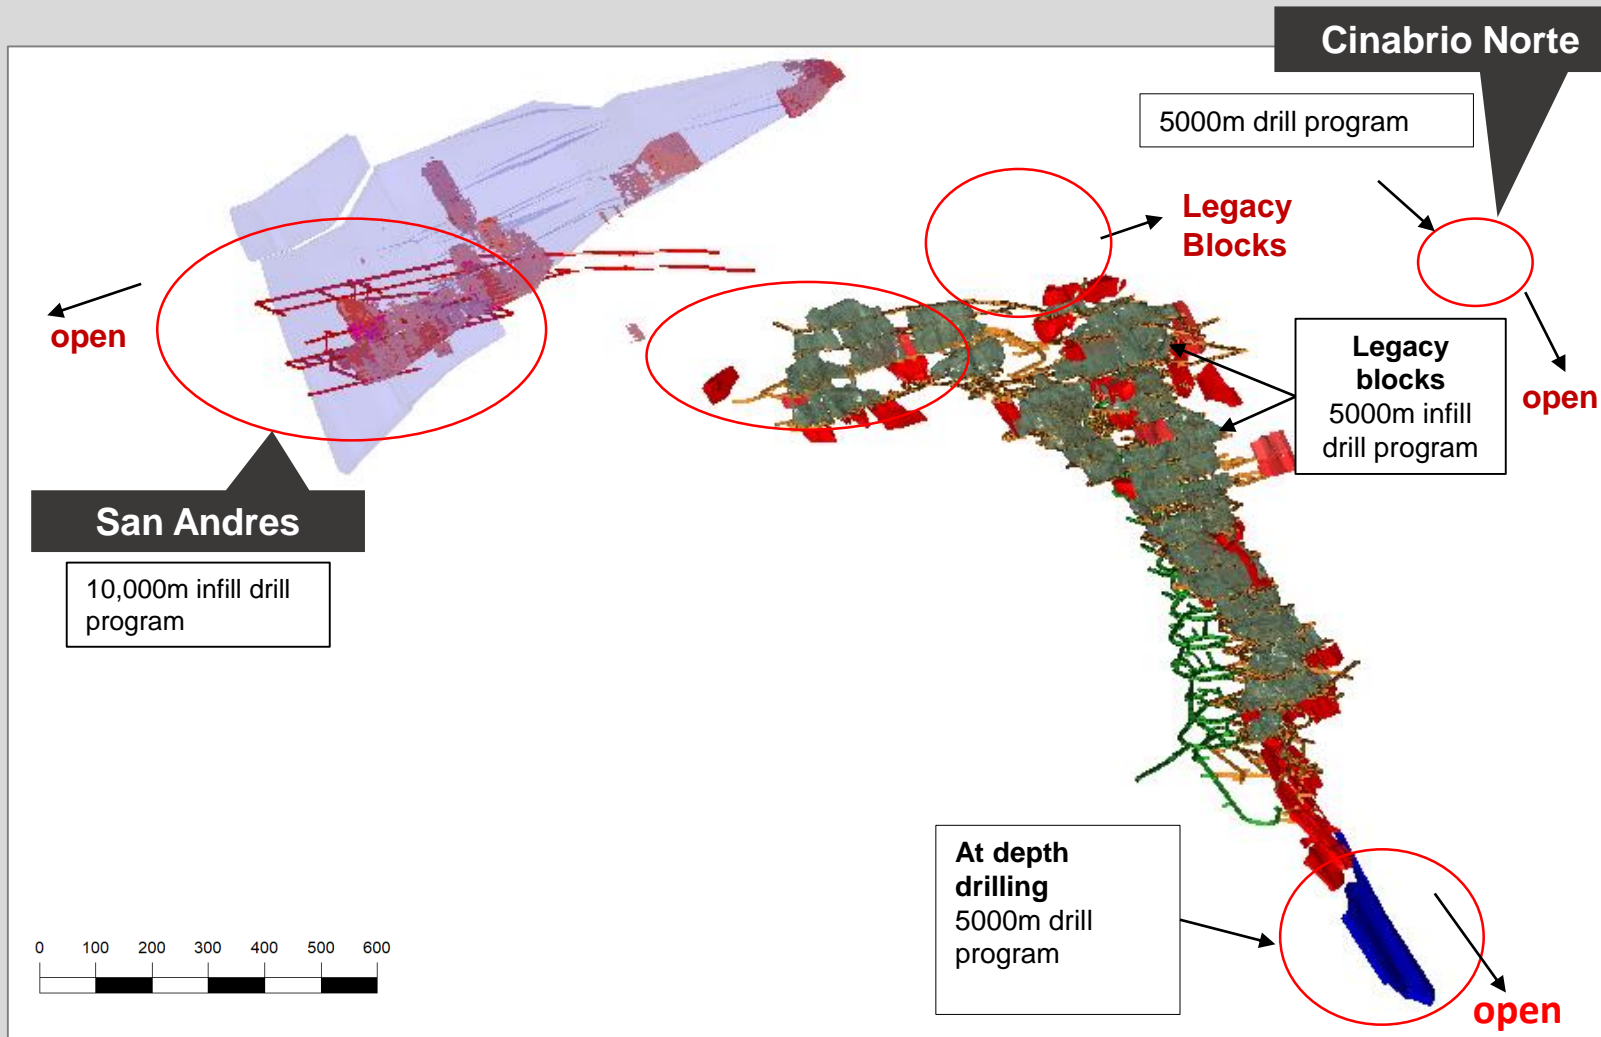 Cinabrio Norte
5000m drill program
Legacy
Blocks
open
Legacy
blocks
5000m infill
drill program
open
San Andres
10,000m infill drill
program
At depth
drilling
5000m drill
program
open
0 100 200 300 400 500 600